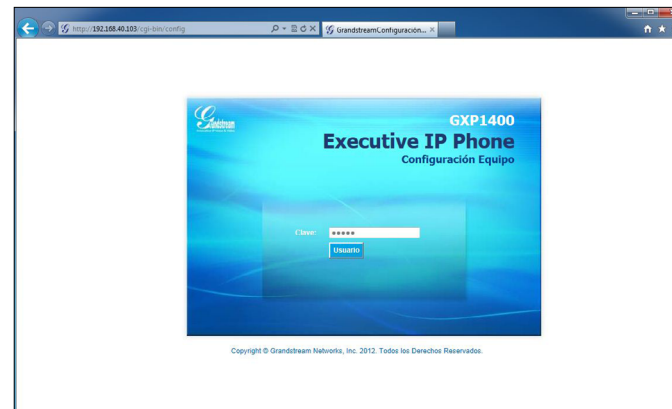 http://192.168.40.103/cgi-bin/config
GrandstreamConfiguración...
Grandstream
GXP1400
Executive IP Phone
Configuración Equipo
Clave:
Usuario
Copyright © Grandstream Networks, Inc. 2012. Todos los Derechos Reservados.